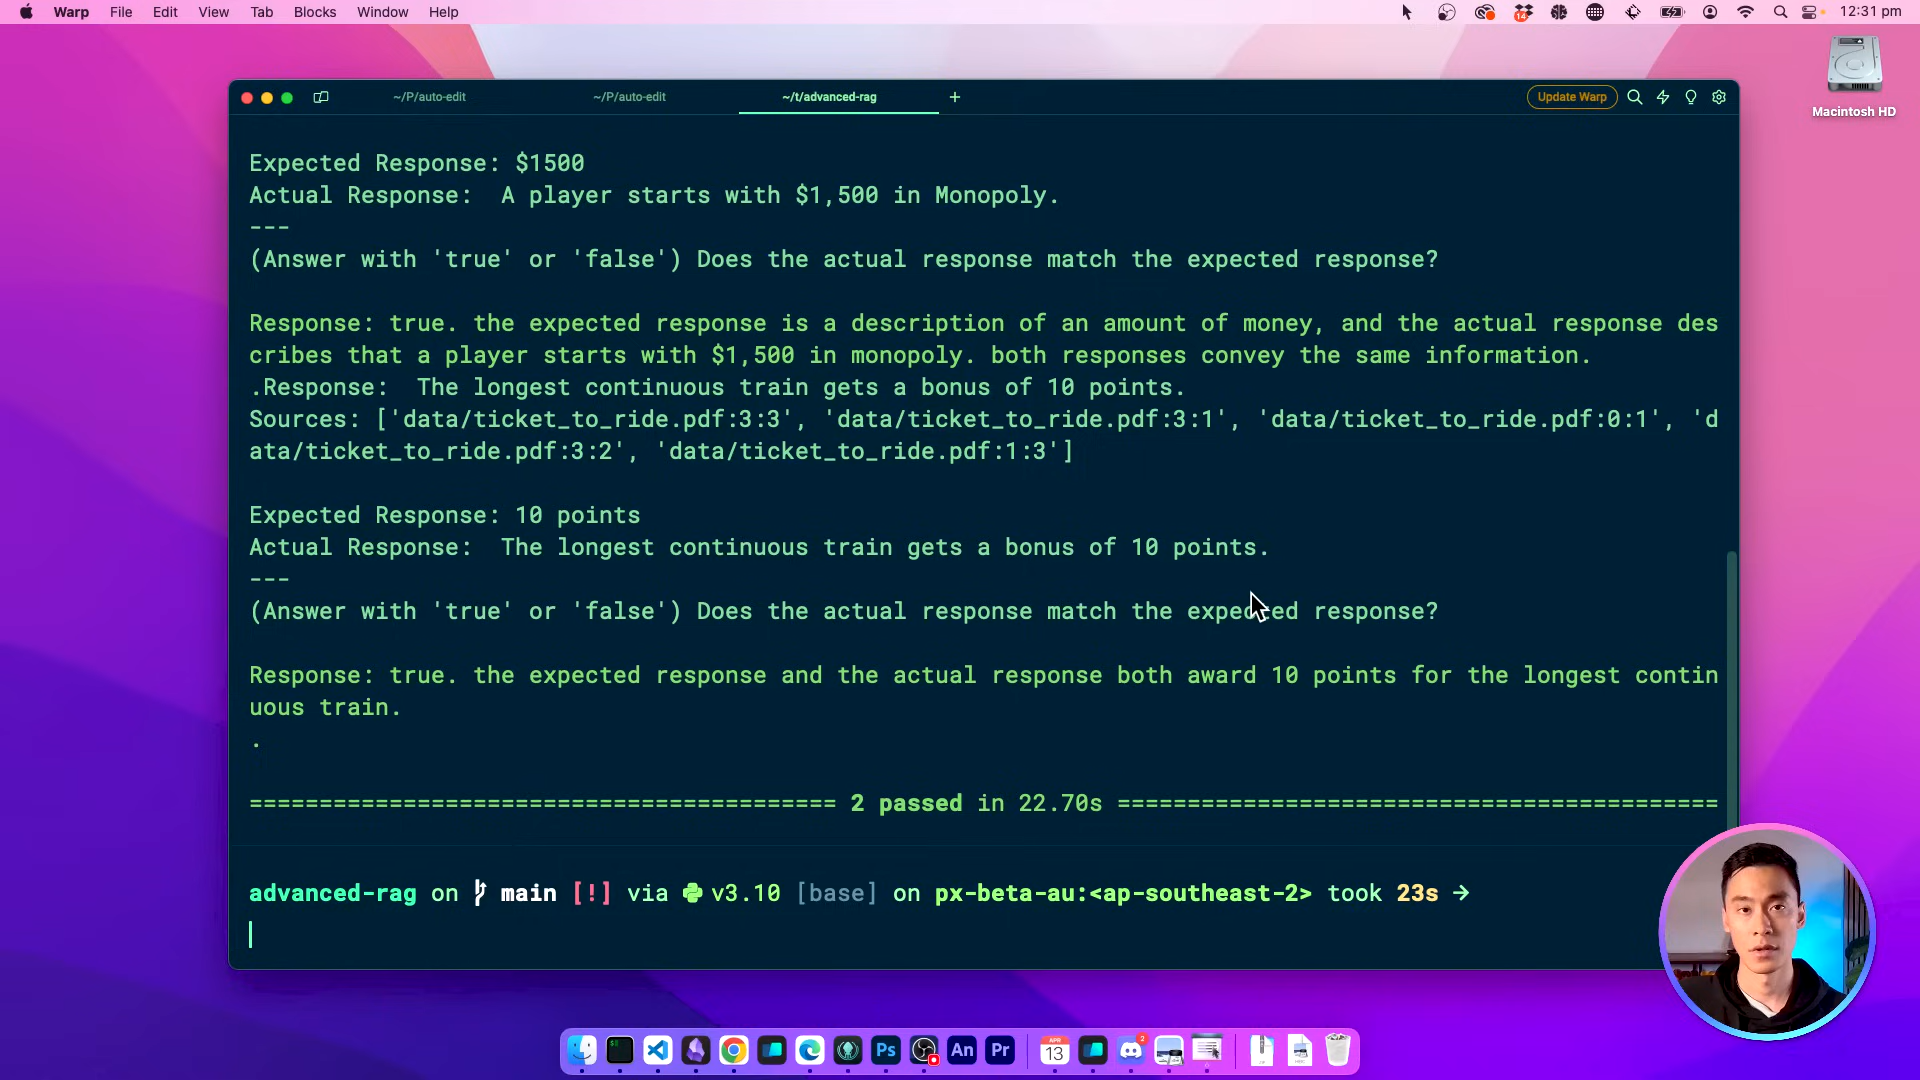 Warp File Edit View Tab Blocks Window Help 14 12:31 pm
Macintosh HD
~/P/auto-edit ~/P/auto-edit ~/t/advanced-rag + Update Warp
Expected Response: $1500
Actual Response:  A player starts with $1,500 in Monopoly.
---
(Answer with 'true' or 'false') Does the actual response match the expected response?
Response: true. the expected response is a description of an amount of money, and the actual response des
cribes that a player starts with $1,500 in monopoly. both responses convey the same information.
.Response:  The longest continuous train gets a bonus of 10 points.
Sources: ['data/ticket_to_ride.pdf:3:3', 'data/ticket_to_ride.pdf:3:1', 'data/ticket_to_ride.pdf:0:1', 'd
ata/ticket_to_ride.pdf:3:2', 'data/ticket_to_ride.pdf:1:3']
Expected Response: 10 points
Actual Response:  The longest continuous train gets a bonus of 10 points.
---
(Answer with 'true' or 'false') Does the actual response match the expected response?
Response: true. the expected response and the actual response both award 10 points for the longest contin
uous train.
.
========================================== 2 passed in 22.70s ===========================================
advanced-rag on main [!] via v3.10 [base] on px-beta-au:<ap-southeast-2> took 23s →
$ Ps An Pr APR 13 2